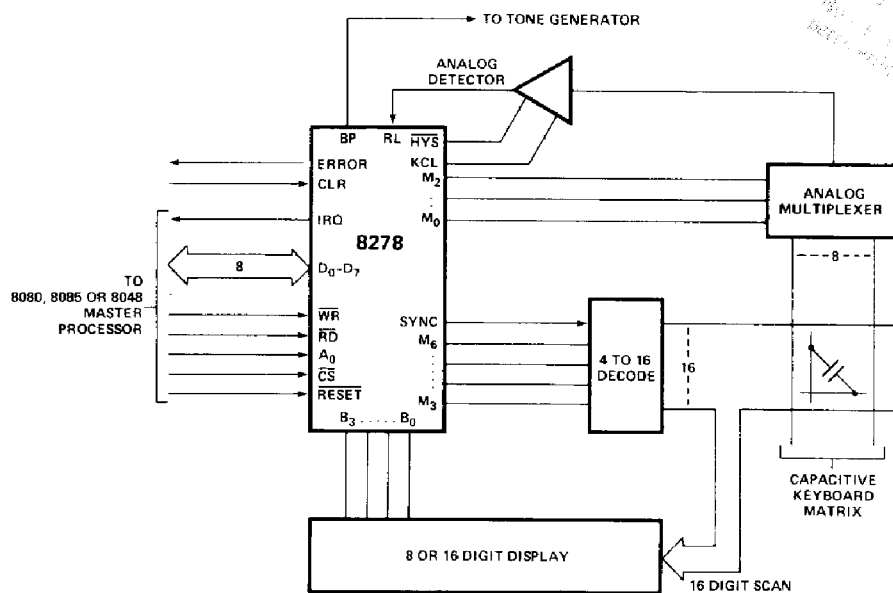 TO TONE GENERATOR
ANALOG
DETECTOR
BP
RL
HYS
KCL
ERROR
CLR
M2
:
M0
ANALOG
MULTIPLEXER
IRQ
8278
8
D0-D7
8
TO
8080, 8085 OR 8048
MASTER
PROCESSOR
WR
RD
A0
CS
RESET
SYNC
M6
M3
4 TO 16
DECODE
16
B3 . . . . . B0
CAPACITIVE
KEYBOARD
MATRIX
8 OR 16 DIGIT DISPLAY
16 DIGIT SCAN